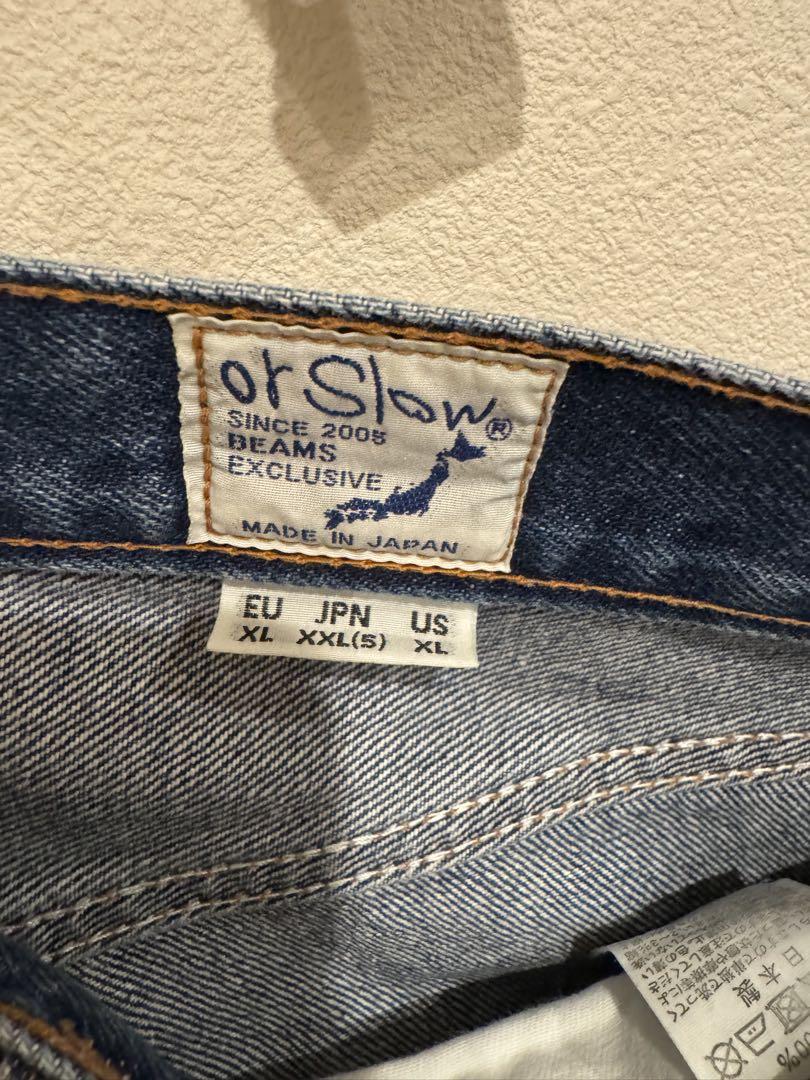 orSlow®
SINCE 2005
BEAMS
EXCLUSIVE
MADE IN JAPAN
EU JPN US
XL XXL(5) XL
日本製